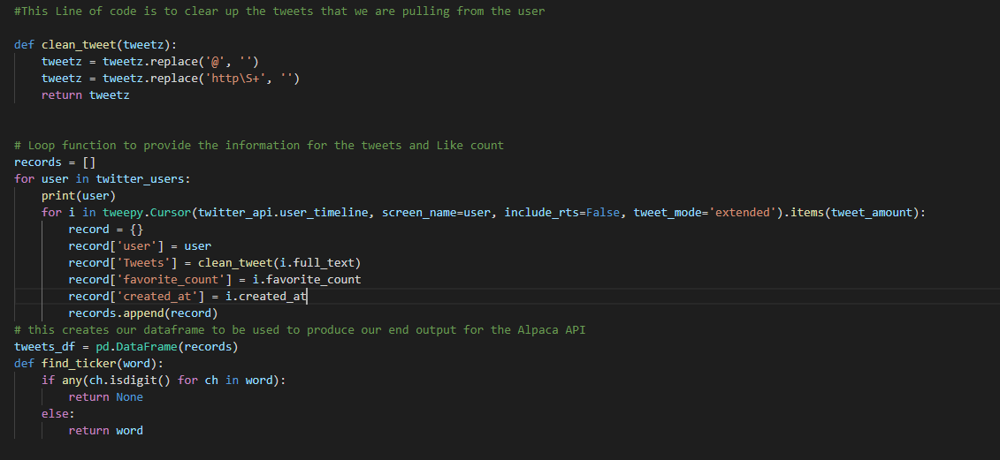 #This Line of code is to clear up the tweets that we are pulling from the user
def clean_tweet(tweetz):
    tweetz = tweetz.replace('@', '')
    tweetz = tweetz.replace('http\S+', '')
    return tweetz
# Loop function to provide the information for the tweets and Like count
records = []
for user in twitter_users:
    print(user)
    for i in tweepy.Cursor(twitter_api.user_timeline, screen_name=user, include_rts=False, tweet_mode='extended').items(tweet_amount):
        record = {}
        record['user'] = user
        record['Tweets'] = clean_tweet(i.full_text)
        record['favorite_count'] = i.favorite_count
        record['created_at'] = i.created_at
        records.append(record)
# this creates our dataframe to be used to produce our end output for the Alpaca API
tweets_df = pd.DataFrame(records)
def find_ticker(word):
    if any(ch.isdigit() for ch in word):
        return None
    else:
        return word